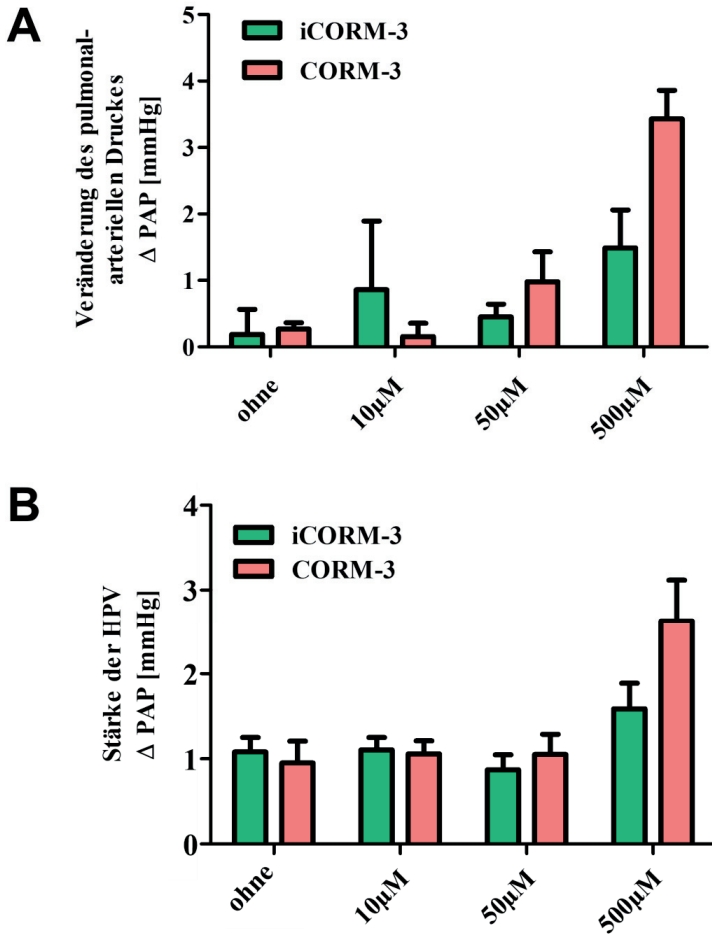 A
Veränderung des pulmonal-
arteriellen Druckes
Δ PAP [mmHg]
5
4
3
2
1
0
iCORM-3
CORM-3
ohne
10µM
50µM
500µM
B
Stärke der HPV
Δ PAP [mmHg]
4
3
2
1
0
iCORM-3
CORM-3
ohne
10µM
50µM
500µM